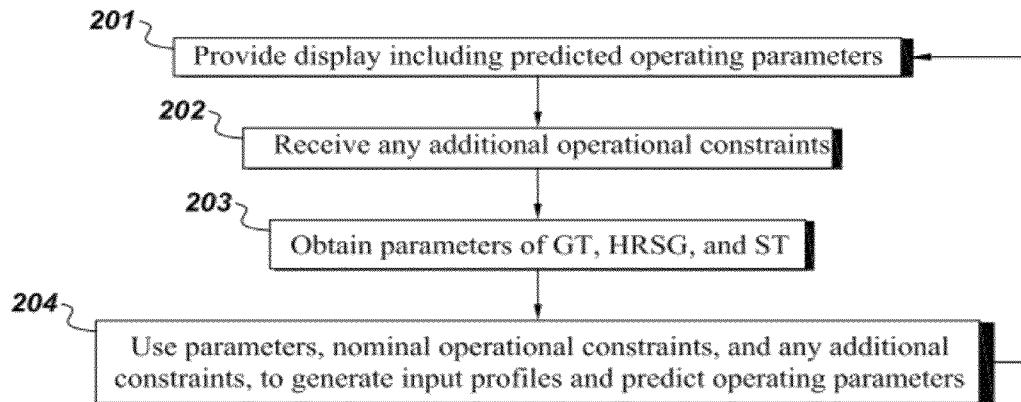 201
Provide display including predicted operating parameters
202
Receive any additional operational constraints
203
Obtain parameters of GT, HRSG, and ST
204
Use parameters, nominal operational constraints, and any additional
constraints, to generate input profiles and predict operating parameters